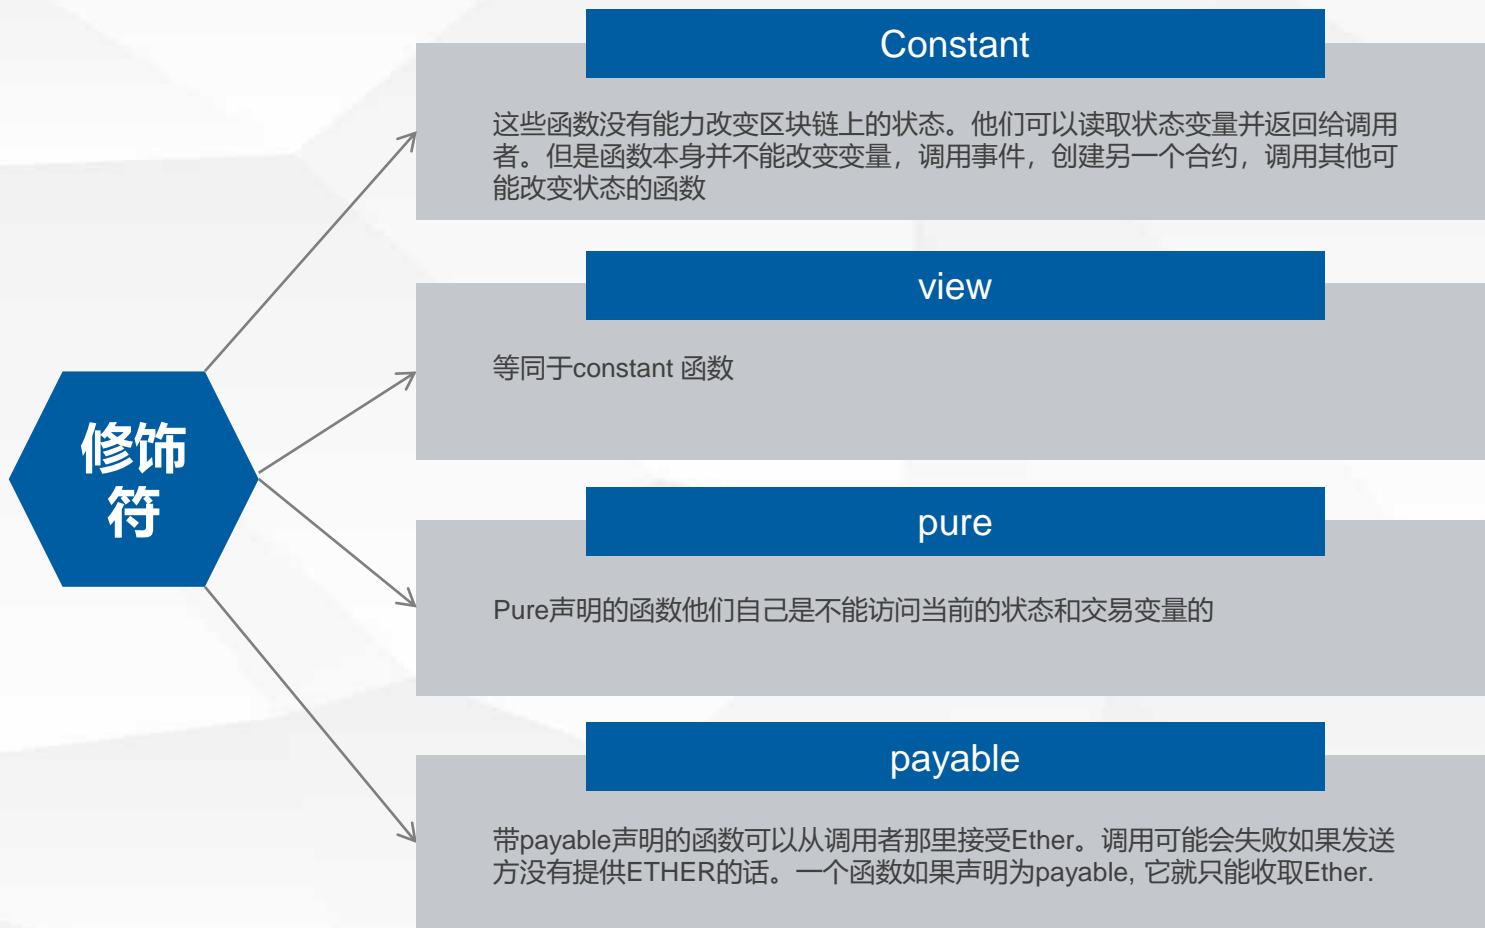 修饰
符
Constant
这些函数没有能力改变区块链上的状态。他们可以读取状态变量并返回给调用
者。但是函数本身并不能改变变量，调用事件，创建另一个合约，调用其他可
能改变状态的函数
view
等同于constant 函数
pure
Pure声明的函数他们自己是不能访问当前的状态和交易变量的
payable
带payable声明的函数可以从调用者那里接受Ether。调用可能会失败如果发送
方没有提供ETHER的话。一个函数如果声明为payable, 它就只能收取Ether.